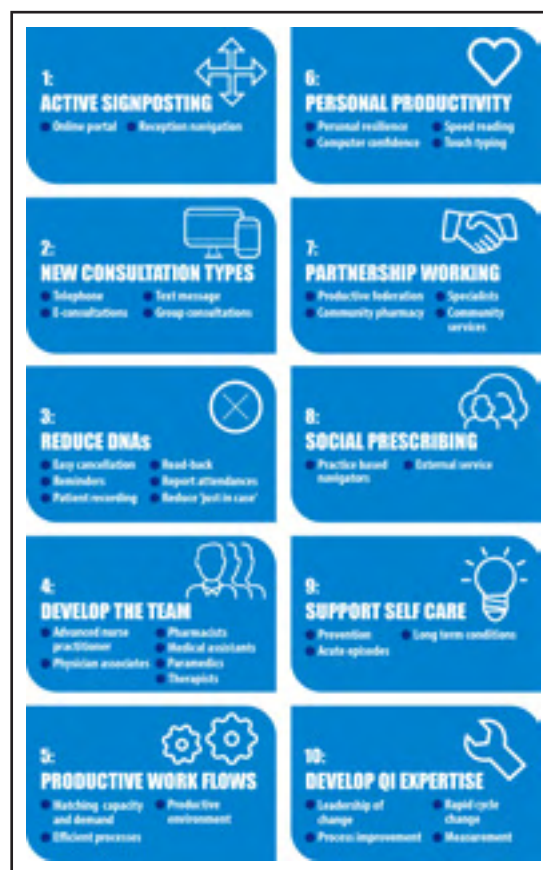 1:
ACTIVE SIGNPOSTING
Online portal
Reception navigation
2:
NEW CONSULTATION TYPES
Telephone
Text message
E-consultations
Group consultations
3:
REDUCE DNAs
Easy cancellation
Read-back
Reminders
Report attendances
Patient recording
Reduce 'just in case'
4:
DEVELOP THE TEAM
Advanced nurse
practitioner
Physician associates
Pharmacists
Medical assistants
Paramedics
Therapists
5:
PRODUCTIVE WORK FLOWS
Matching capacity
and demand
Efficient processes
Productive
environment
6:
PERSONAL PRODUCTIVITY
Personal resilience
Speed reading
Computer confidence
Touch typing
7:
PARTNERSHIP WORKING
Productive federation
Community pharmacy
Specialists
Community
services
8:
SOCIAL PRESCRIBING
Practice based
navigators
External service
9:
SUPPORT SELF CARE
Prevention
Long term conditions
Acute episodes
10:
DEVELOP QI EXPERTISE
Leadership of
change
Process improvement
Rapid cycle
change
Measurement